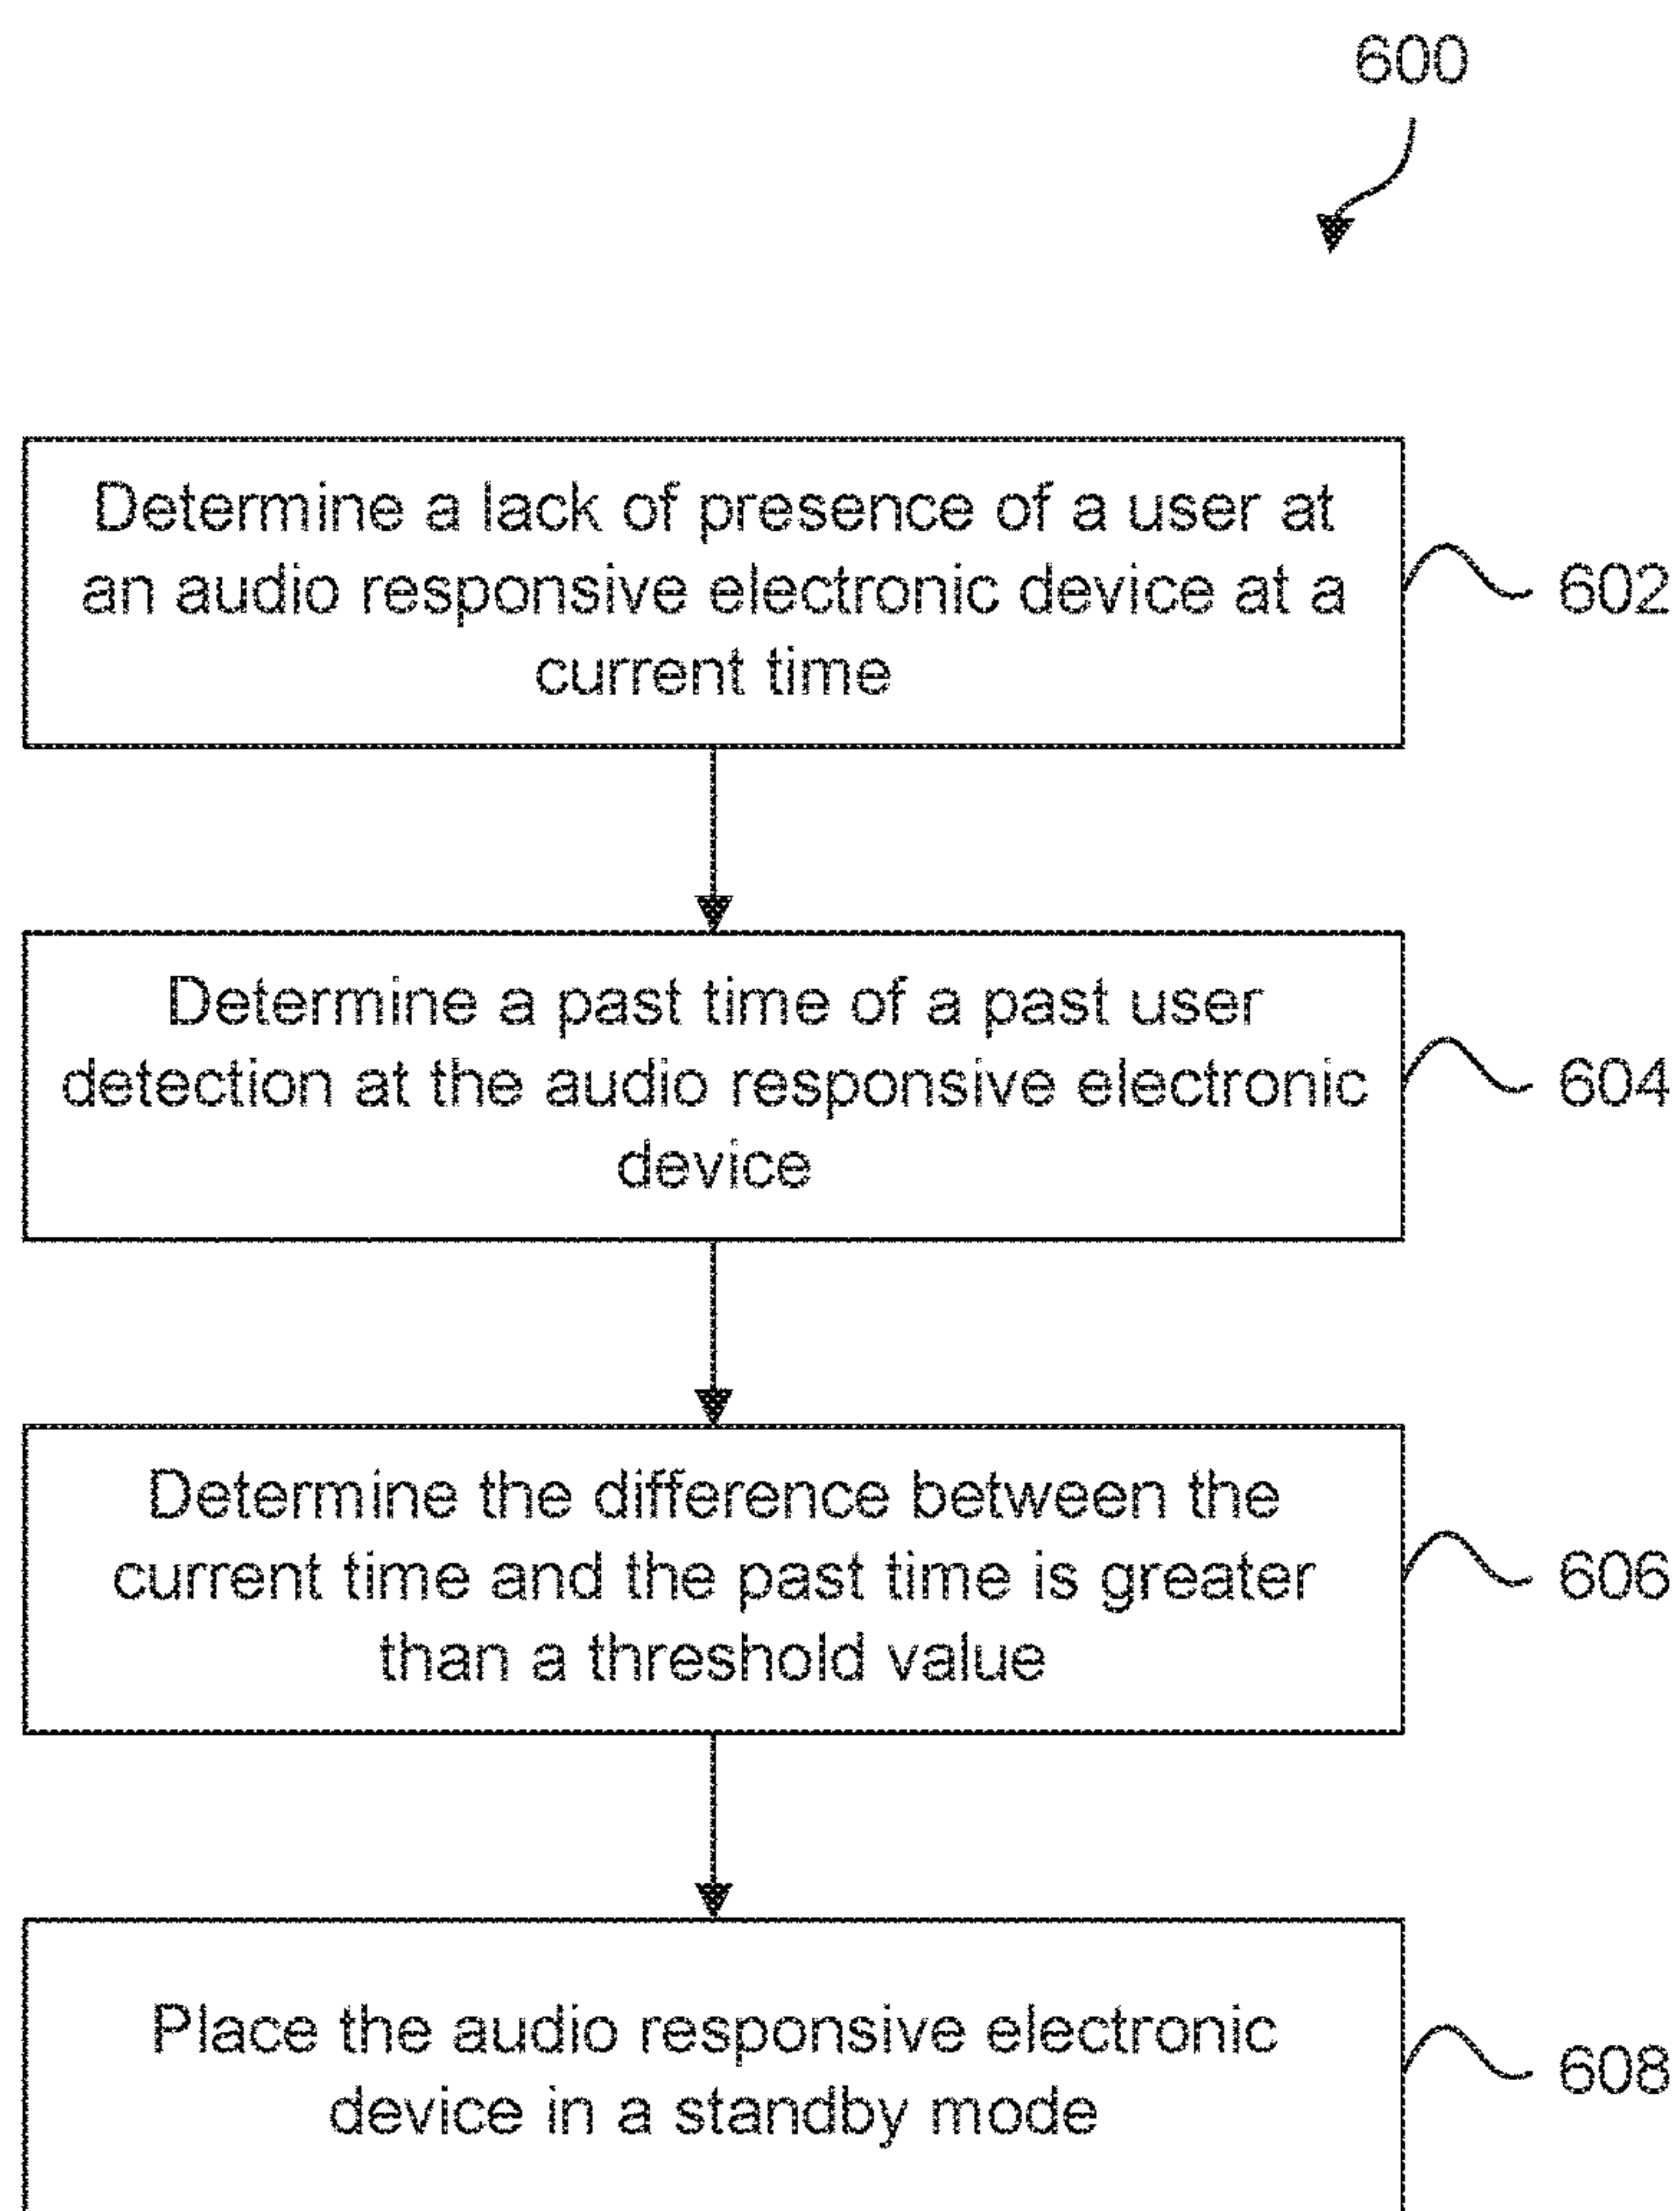 600
Determine a lack of presence of a user at
an audio responsive electronic device at a
current time
602
Determine a past time of a past user
detection at the audio responsive electronic
device
604
Determine the difference between the
current time and the past time is greater
than a threshold value
606
Place the audio responsive electronic
device in a standby mode
608